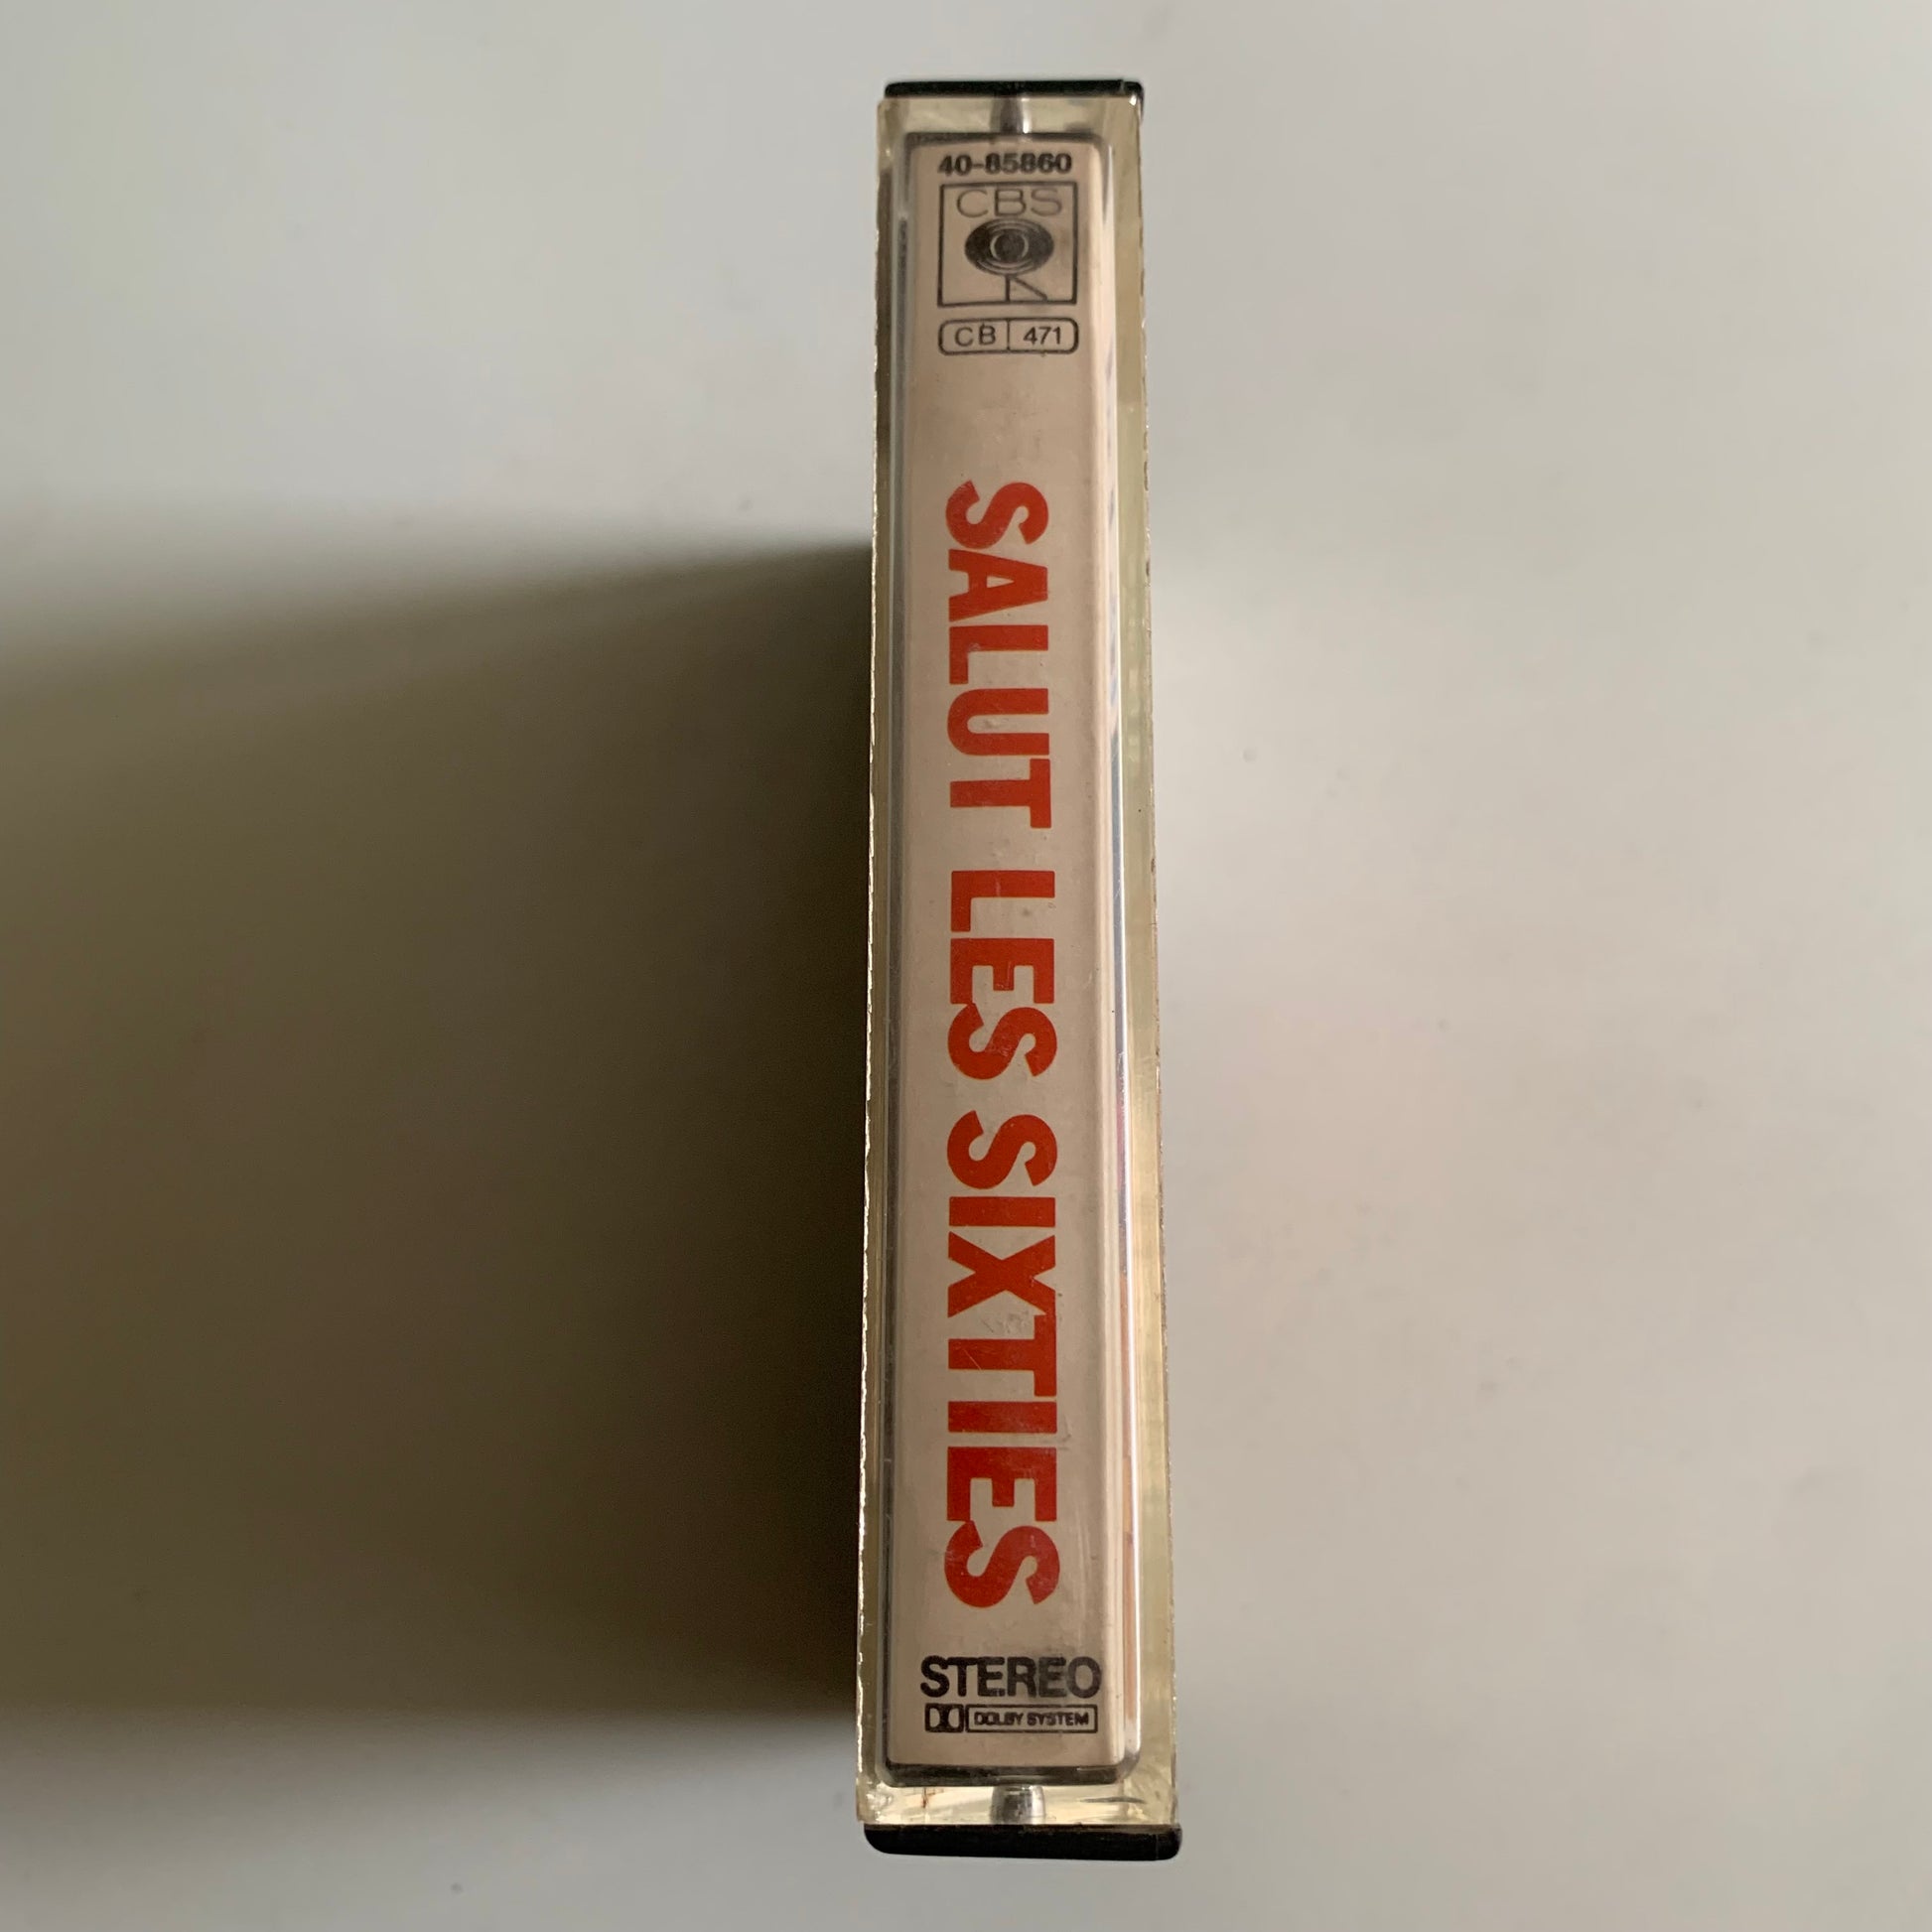 40-85860
CBS
CB 471
SALUT LES SIXTIES
STEREO
DOLBY SYSTEM